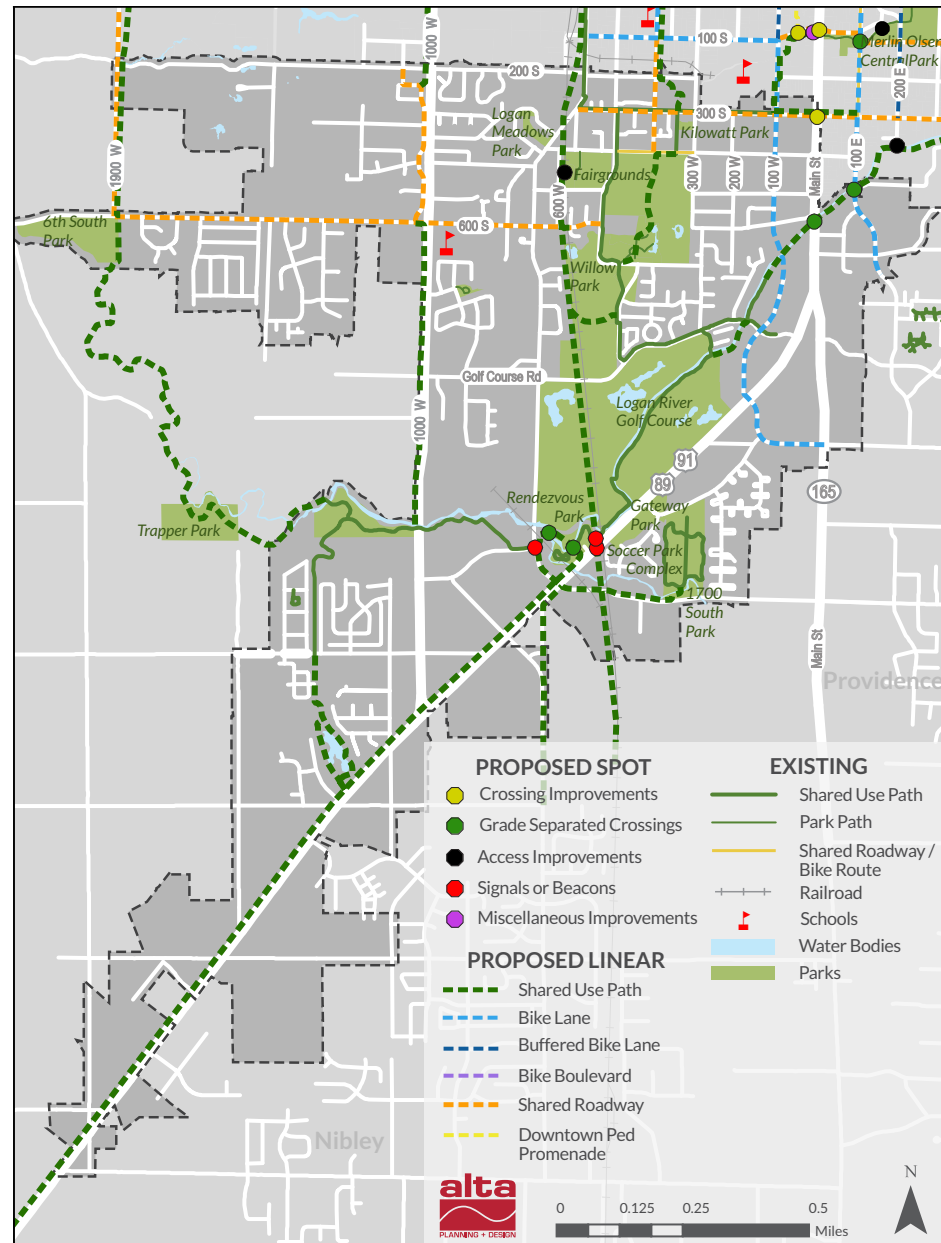 100 S
Merlin Olsen
Central Park
200 E
1000 W
200 S
300 S
Logan
Meadows
Park
Kilowatt Park
1900 W
Fairgrounds
600 W
300 W
200 W
100 W
Main St
100 E
6th South
Park
600 S
Willow
Park
Golf Course Rd
Logan River
Golf Course
1000 W
91
89
165
Rendezvous
Park
Gateway
Park
Trapper Park
Soccer Park
Complex
1700
South
Park
Main St
Providence
Nibley
PROPOSED SPOT
Crossing Improvements
Grade Separated Crossings
Access Improvements
Signals or Beacons
Miscellaneous Improvements
PROPOSED LINEAR
Shared Use Path
Bike Lane
Buffered Bike Lane
Bike Boulevard
Shared Roadway
Downtown Ped
Promenade
EXISTING
Shared Use Path
Park Path
Shared Roadway /
Bike Route
Railroad
Schools
Water Bodies
Parks
alta
PLANNING + DESIGN
0 0.125 0.25 0.5
Miles
N